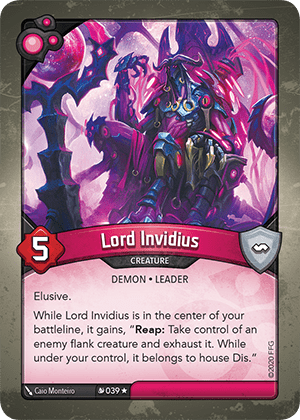 Lord Invidius
5
CREATURE
DEMON • LEADER
Elusive.
While Lord Invidius is in the center of your
battleline, it gains, “Reap: Take control of an
enemy flank creature and exhaust it. While
under your control, it belongs to house Dis.”
©2020 FFG
Caio Monteiro
039 ★